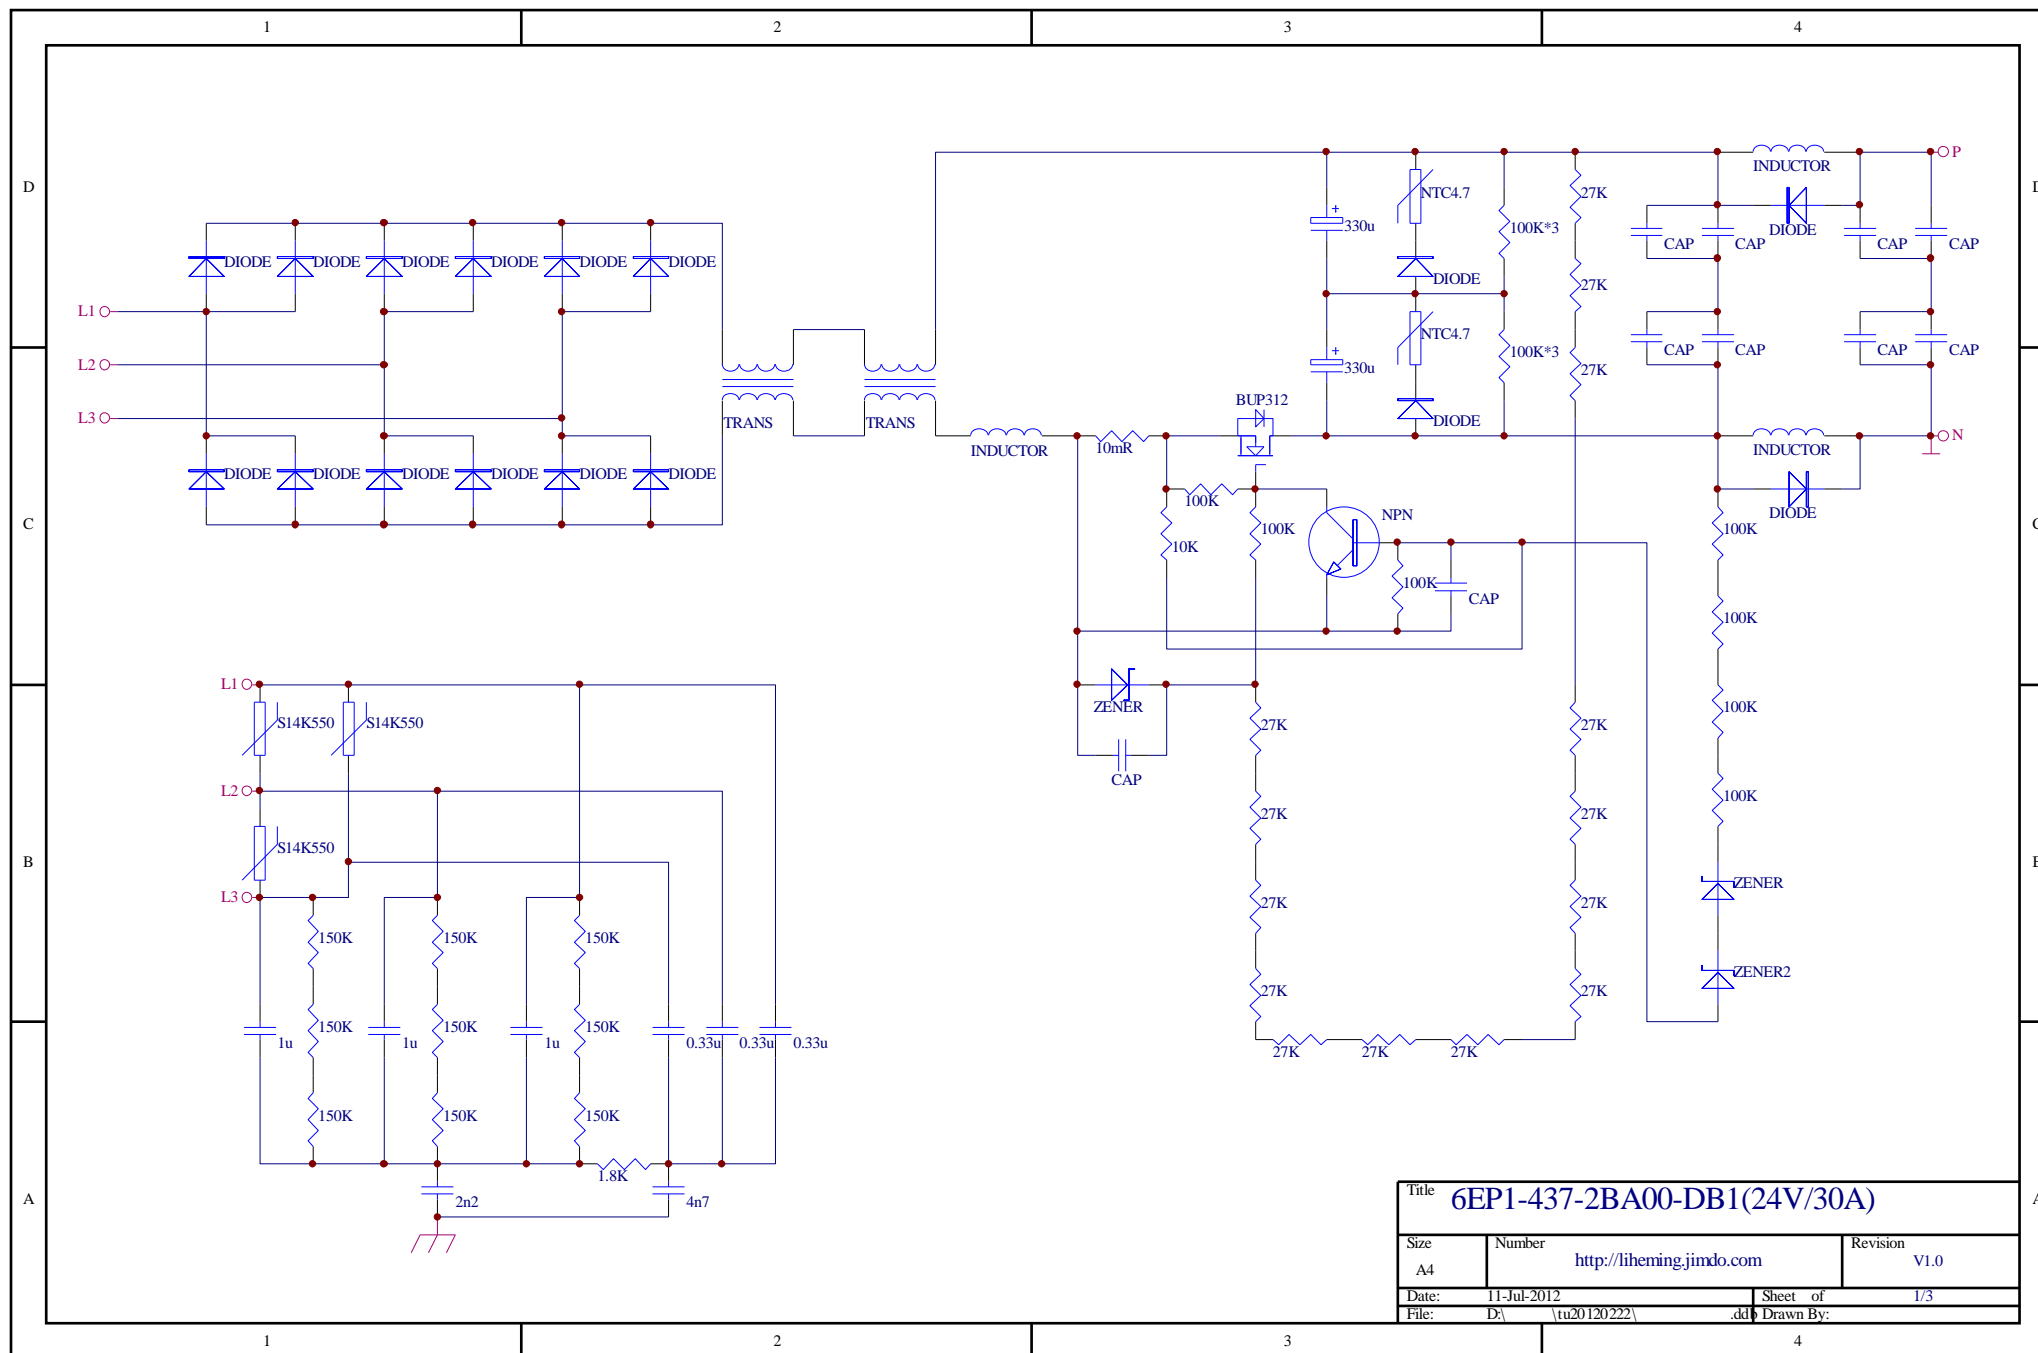 1 2 3 4
D D
C C
B B
A A
P
INDUCTOR
27K
NTC4.7
330u
100K*3
DIODE
CAP CAP CAP CAP
DIODE DIODE DIODE DIODE DIODE DIODE
DIODE
27K
L1
NTC4.7
CAP CAP CAP CAP
100K*3
L2
330u
27K
BUP312
L3
TRANS TRANS
DIODE
N
INDUCTOR
10mR
INDUCTOR
DIODE DIODE DIODE DIODE DIODE DIODE
100K
DIODE
NPN
100K
100K
10K
100K
CAP
100K
L1
S14K550 S14K550
ZENER
100K
27K
27K
CAP
L2
100K
27K
27K
S14K550
ZENER
L3
27K
27K
150K
150K
150K
ZENER2
27K
27K
150K
150K
150K
1u
1u
1u
0.33u 0.33u 0.33u
27K 27K 27K
150K
150K
150K
1.8K
2n2
4n7
Title 6EP1-437-2BA00-DB1(24V/30A)
Size Number Revision
A4 http://liheming.jimdo.com V1.0
Date: 11-Jul-2012 Sheet of 1/3
File: D:\ \tu20120222\ .ddb Drawn By:
1 2 3 4